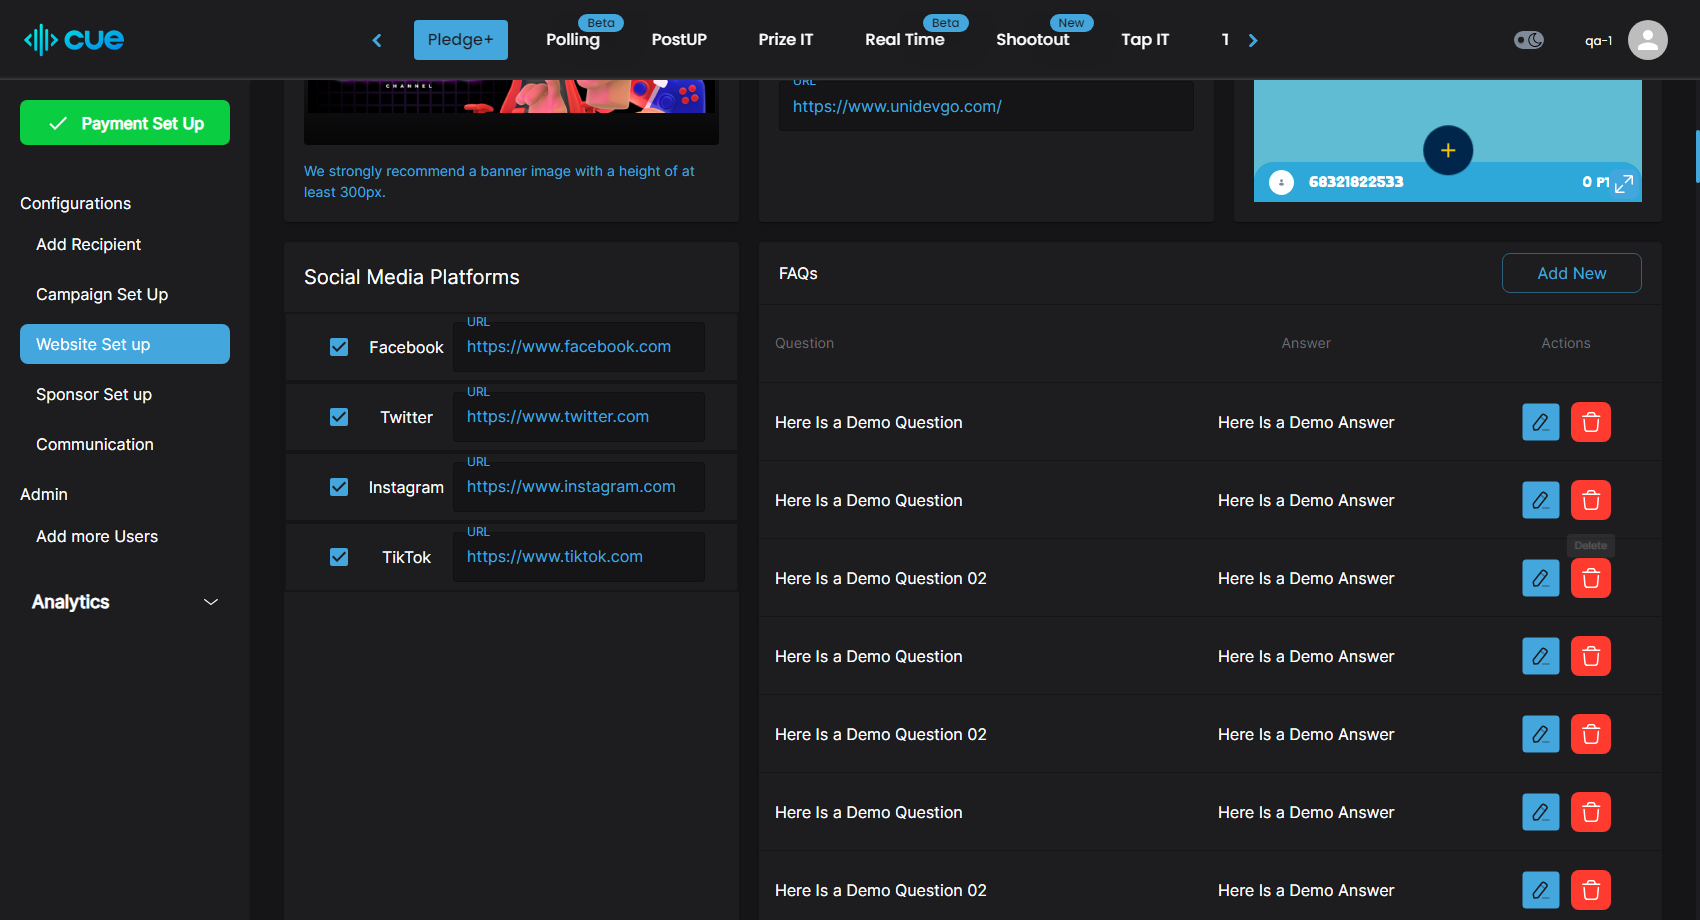 cue
Pledge+
Beta
Polling
PostUP
Prize IT
Beta
Real Time
New
Shootout
Tap IT
qa-1
Payment Set Up
Configurations
Add Recipient
Campaign Set Up
Website Set up
Sponsor Set up
Communication
Admin
Add more Users
Analytics
CHANNEL
We strongly recommend a banner image with a height of at
least 300px.
URL
https://www.unidevgo.com/
68321822533
0
Social Media Platforms
Facebook
URL
https://www.facebook.com
Twitter
URL
https://www.twitter.com
Instagram
URL
https://www.instagram.com
TikTok
URL
https://www.tiktok.com
FAQs
Add New
Question Answer Actions
Here Is a Demo Question Here Is a Demo Answer
Here Is a Demo Question Here Is a Demo Answer
Delete
Here Is a Demo Question 02 Here Is a Demo Answer
Here Is a Demo Question Here Is a Demo Answer
Here Is a Demo Question 02 Here Is a Demo Answer
Here Is a Demo Question Here Is a Demo Answer
Here Is a Demo Question 02 Here Is a Demo Answer